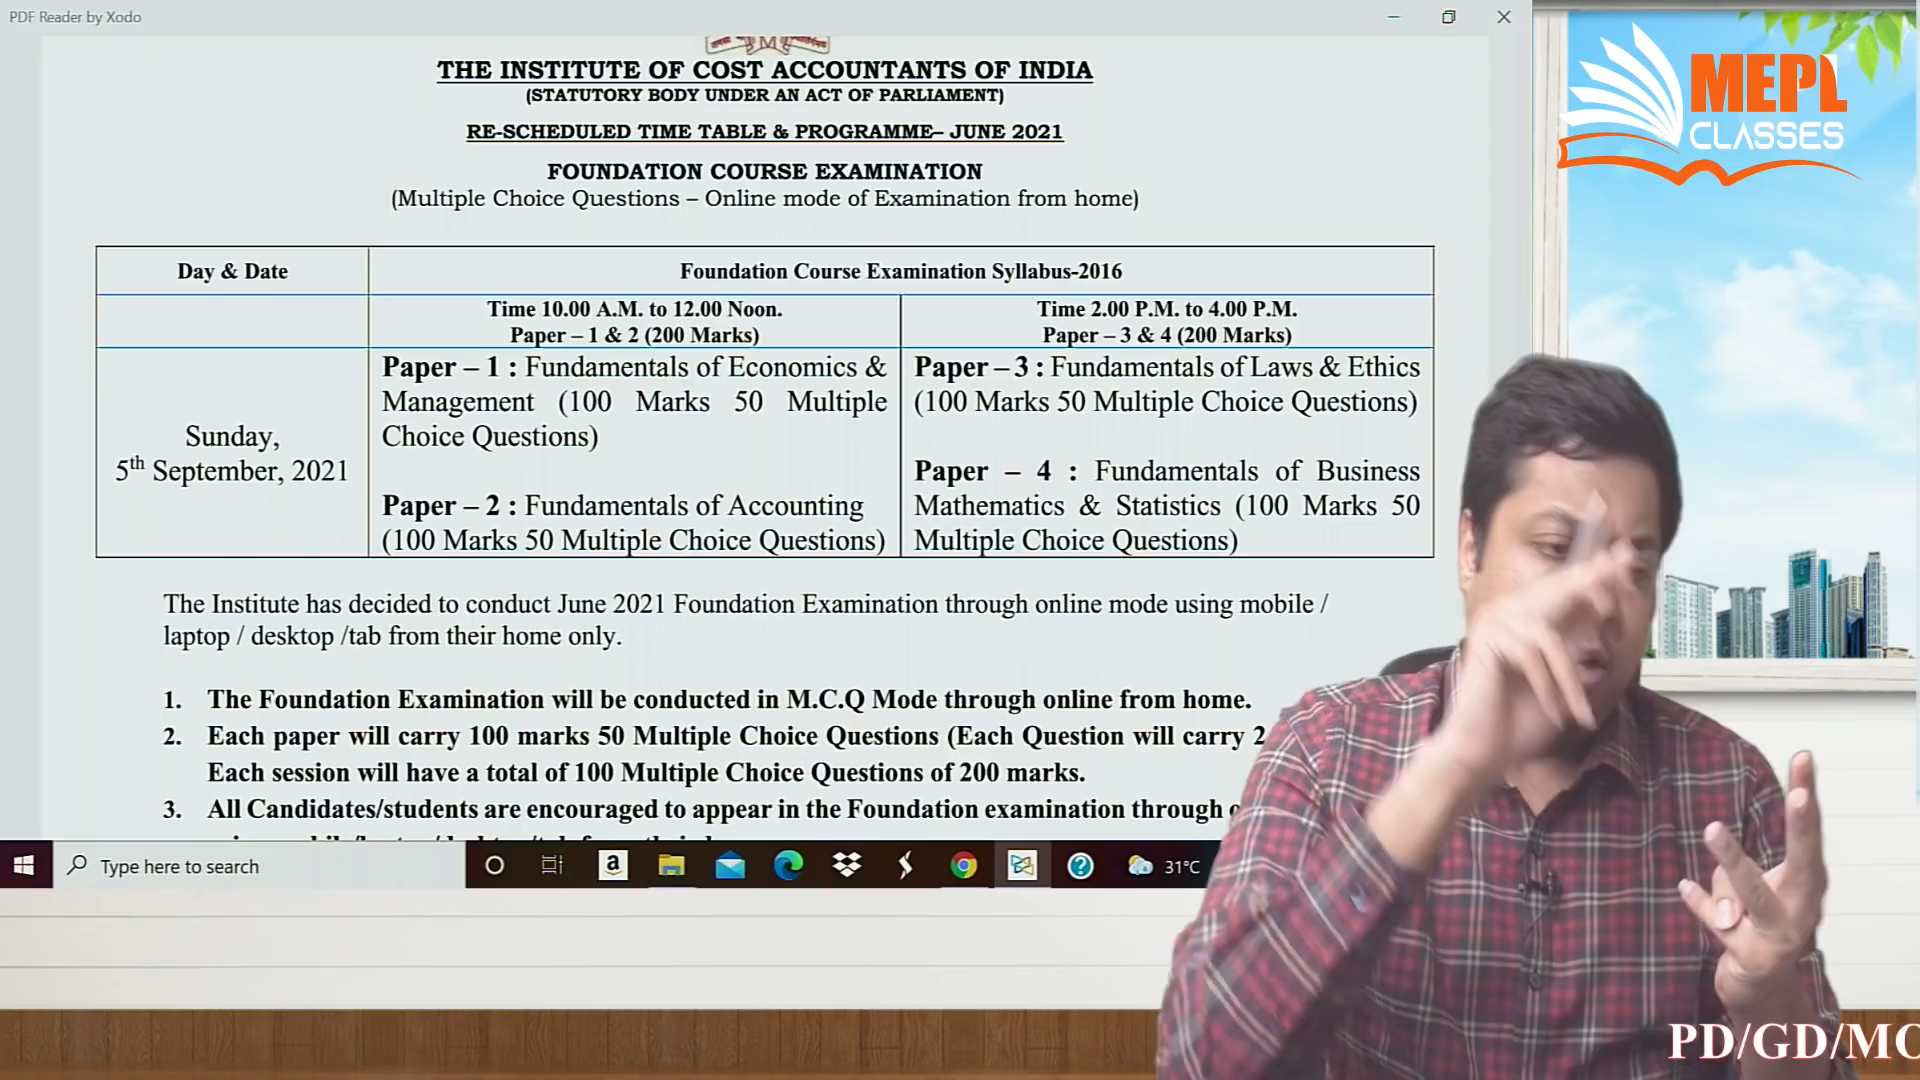 PDF Reader by Xodo
MEPL
CLASSES
THE INSTITUTE OF COST ACCOUNTANTS OF INDIA
(STATUTORY BODY UNDER AN ACT OF PARLIAMENT)
RE-SCHEDULED TIME TABLE & PROGRAMME– JUNE 2021
FOUNDATION COURSE EXAMINATION
(Multiple Choice Questions – Online mode of Examination from home)
Day & Date
Foundation Course Examination Syllabus-2016
Time 10.00 A.M. to 12.00 Noon.
Paper – 1 & 2 (200 Marks)
Time 2.00 P.M. to 4.00 P.M.
Paper – 3 & 4 (200 Marks)
Sunday,
5th September, 2021
Paper – 1 : Fundamentals of Economics &
Management (100 Marks 50 Multiple
Choice Questions)
Paper – 2 : Fundamentals of Accounting
(100 Marks 50 Multiple Choice Questions)
Paper – 3 : Fundamentals of Laws & Ethics
(100 Marks 50 Multiple Choice Questions)
Paper – 4 : Fundamentals of Business
Mathematics & Statistics (100 Marks 50
Multiple Choice Questions)
The Institute has decided to conduct June 2021 Foundation Examination through online mode using mobile /
laptop / desktop /tab from their home only.
1. The Foundation Examination will be conducted in M.C.Q Mode through online from home.
2. Each paper will carry 100 marks 50 Multiple Choice Questions (Each Question will carry 2
Each session will have a total of 100 Multiple Choice Questions of 200 marks.
3. All Candidates/students are encouraged to appear in the Foundation examination through
Type here to search
a
?
31°C
PD/GD/MO